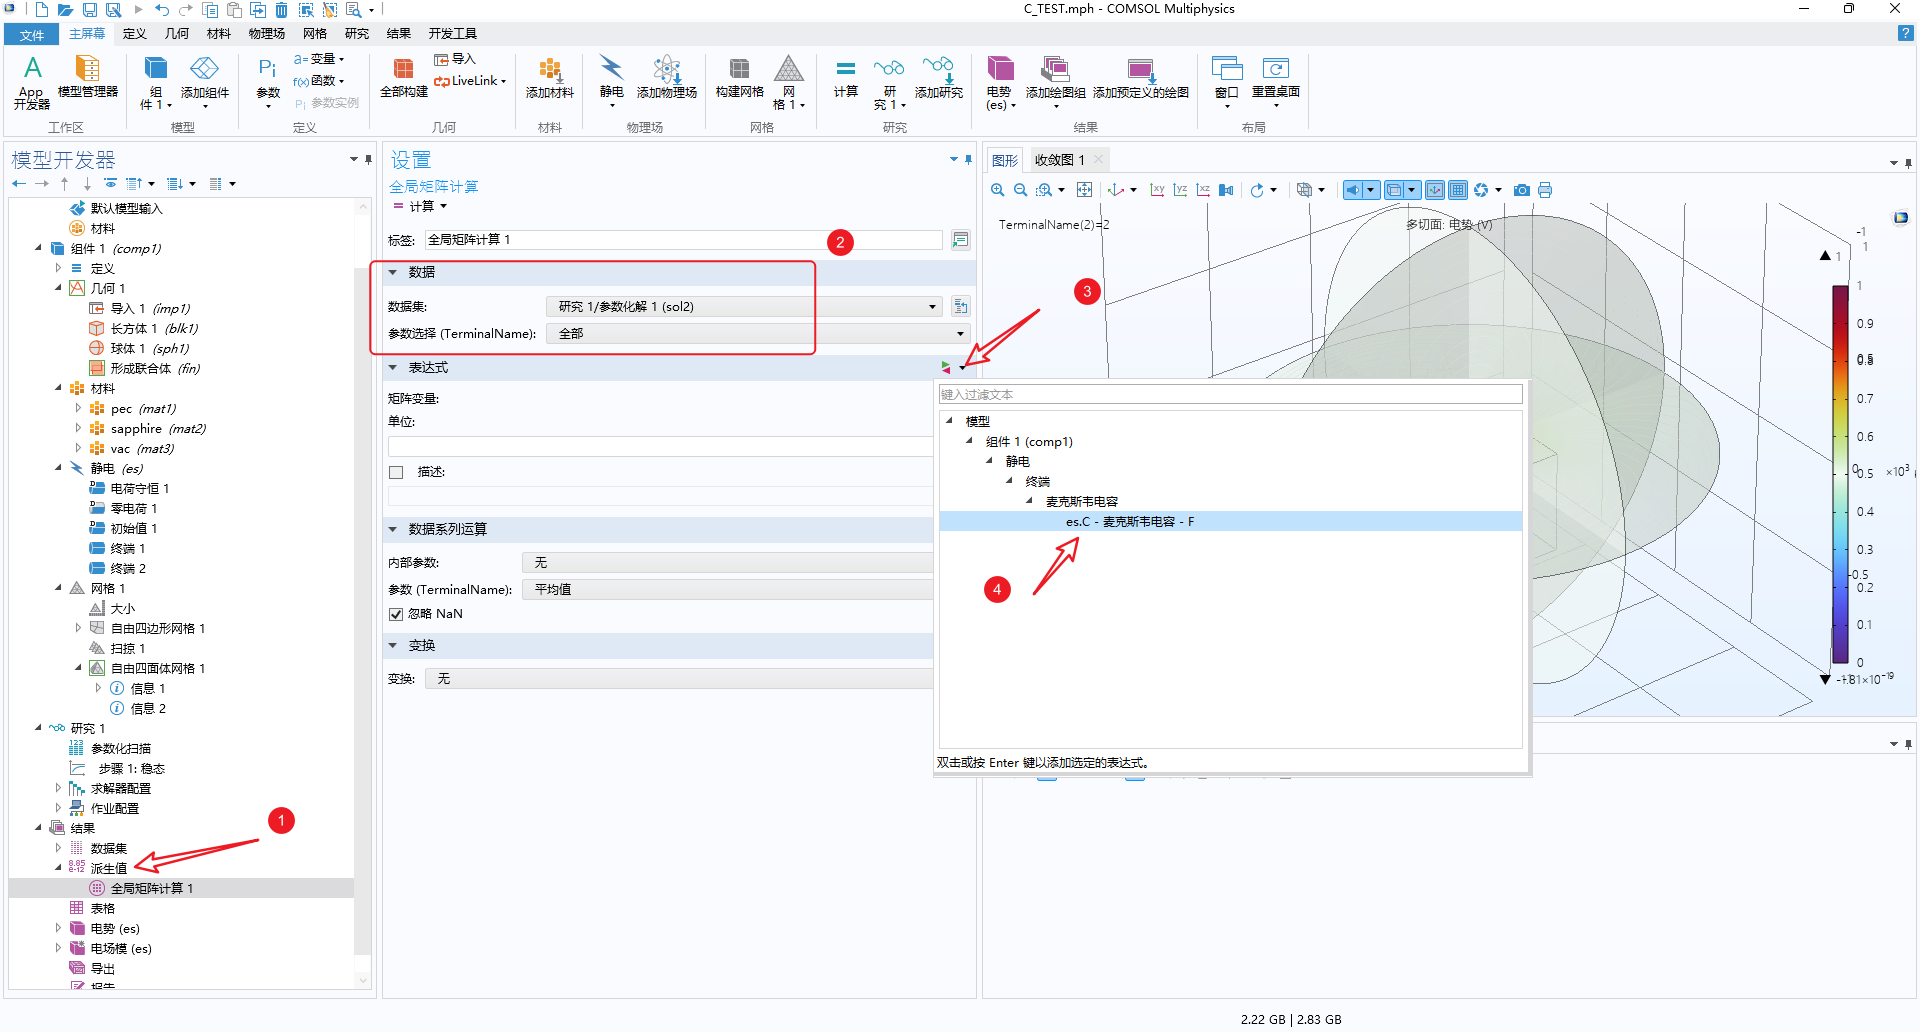 C_TEST.mph - COMSOL Multiphysics
文件 主屏幕 定义 几何 材料 物理场 网格 研究 结果 开发工具
?
A
App
开发器
模型管理器
工作区
组
件 1
添加组件
模型
Pi
参数
a= 变量
f(x) 函数
Pi 参数实例
定义
全部构建
导入
LiveLink
几何
添加材料
材料
静电
添加物理场
物理场
构建网格
网
格 1
网格
计算
研
究 1
添加研究
研究
电势
(es)
添加绘图组
添加预定义的绘图
结果
窗口
重置桌面
布局
模型开发器
默认模型输入
材料
组件 1 (comp1)
定义
几何 1
导入 1 (imp1)
长方体 1 (blk1)
球体 1 (sph1)
形成联合体 (fin)
材料
pec (mat1)
sapphire (mat2)
vac (mat3)
静电 (es)
电荷守恒 1
零电荷 1
初始值 1
终端 1
终端 2
网格 1
大小
自由四边形网格 1
扫掠 1
自由四面体网格 1
信息 1
信息 2
研究 1
参数化扫描
步骤 1: 稳态
求解器配置
作业配置
结果
1
数据集
8.85
e-12
派生值
全局矩阵计算 1
表格
电势 (es)
电场模 (es)
导出
报告
设置
全局矩阵计算
= 计算
标签: 全局矩阵计算 1
2
数据
数据集: 研究 1/参数化解 1 (sol2)
参数选择 (TerminalName): 全部
3
表达式
矩阵变量:
单位:
描述:
数据系列运算
内部参数: 无
参数 (TerminalName): 平均值
忽略 NaN
变换
变换: 无
图形 收敛图 1
xy yz xz
TerminalName(2)=2
多切面: 电势 (V)
-1
1
1
1
0.9
0.8
0.7
0.6
0.5
0.4
0.3
0.2
0.1
0
0.5
0
-0.5
×10³
-1.81×10⁻¹⁹
键入过滤文本
模型
组件 1 (comp1)
静电
终端
麦克斯韦电容
es.C - 麦克斯韦电容 - F
4
双击或按 Enter 键以添加选定的表达式。
2.22 GB | 2.83 GB